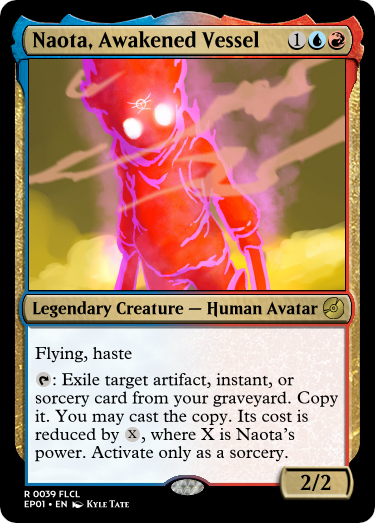 Naota, Awakened Vessel 1
Legendary Creature — Human Avatar
Flying, haste
: Exile target artifact, instant, or
sorcery card from your graveyard. Copy
it. You may cast the copy. Its cost is
reduced by X, where X is Naota's
power. Activate only as a sorcery.
2/2
R 0039 FLCL
EP01 • EN Kyle Tate